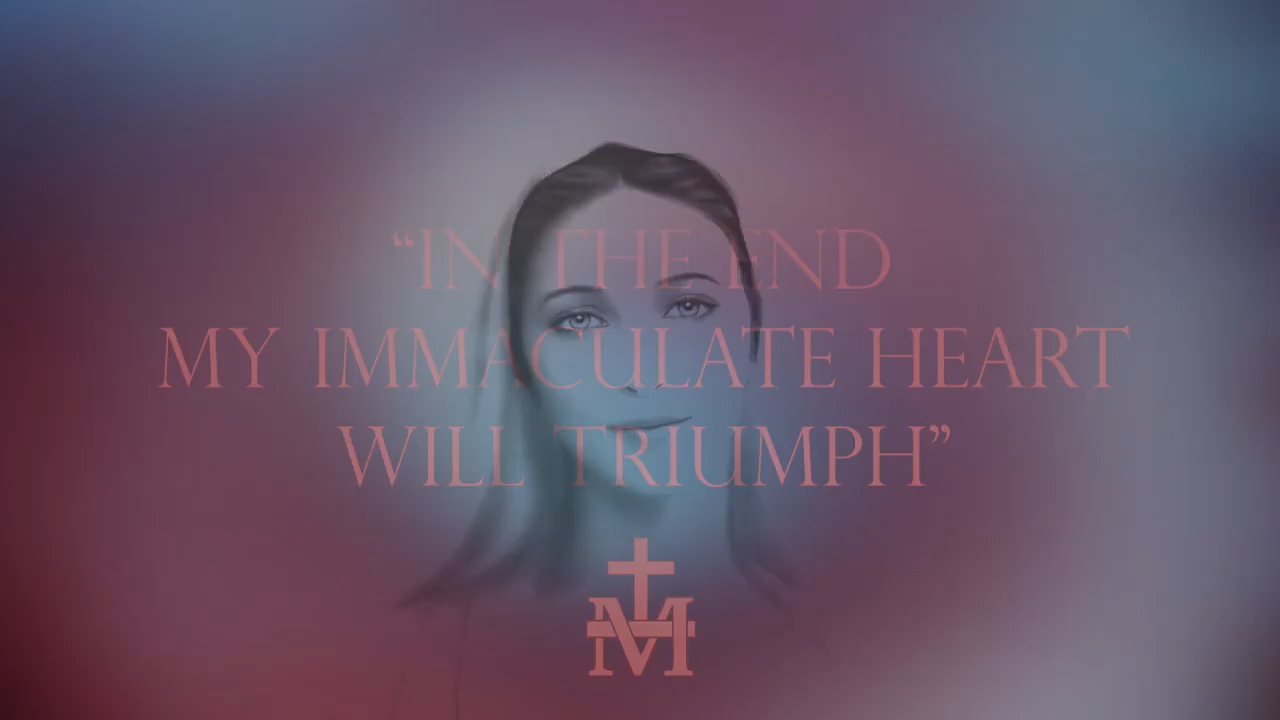 “IN THE END
MY IMMACULATE HEART
WILL TRIUMPH”
M